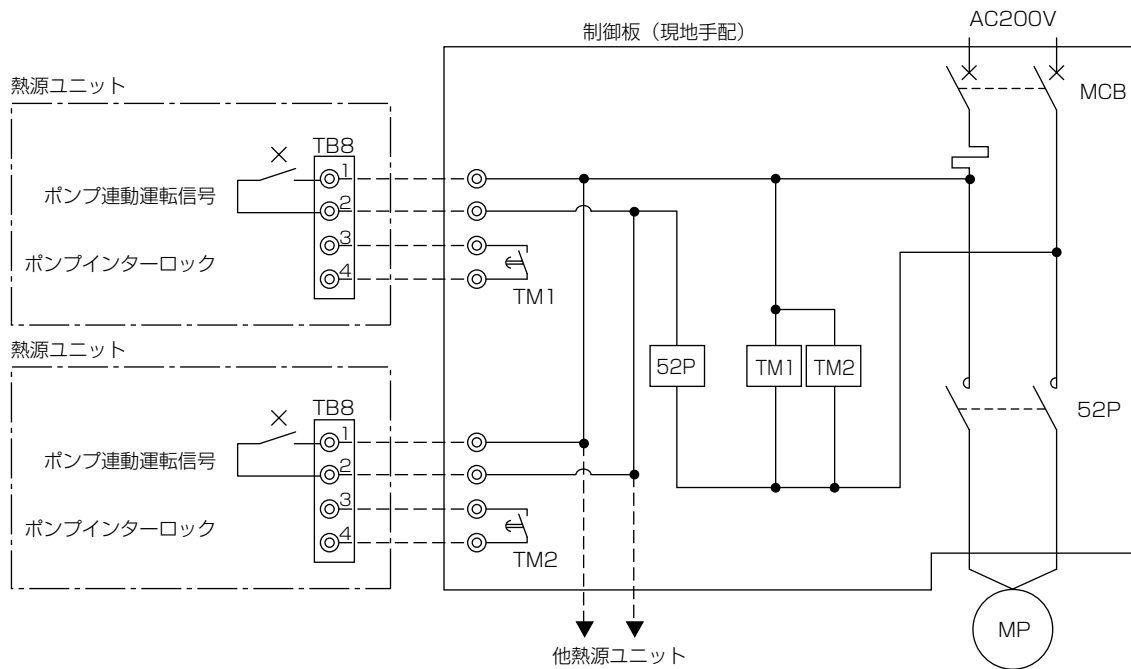 AC200V
制御板（現地手配）
MCB
熱源ユニット
TB8
×
ポンプ連動運転信号
1
2
ポンプインターロック
3
4
TM1
熱源ユニット
TB8
×
ポンプ連動運転信号
1
2
ポンプインターロック
3
4
TM2
52P
TM1
TM2
52P
他熱源ユニット
MP